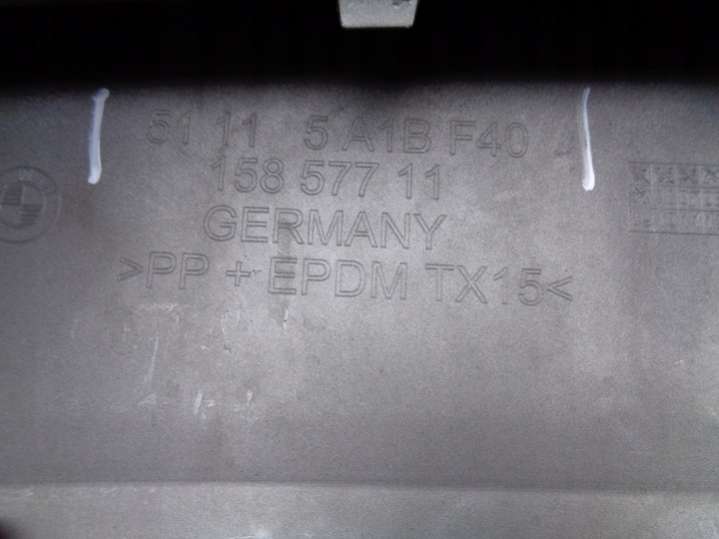 51 11 5 A1B F40
158 577 11
GERMANY
>PP + EPDM TX15<